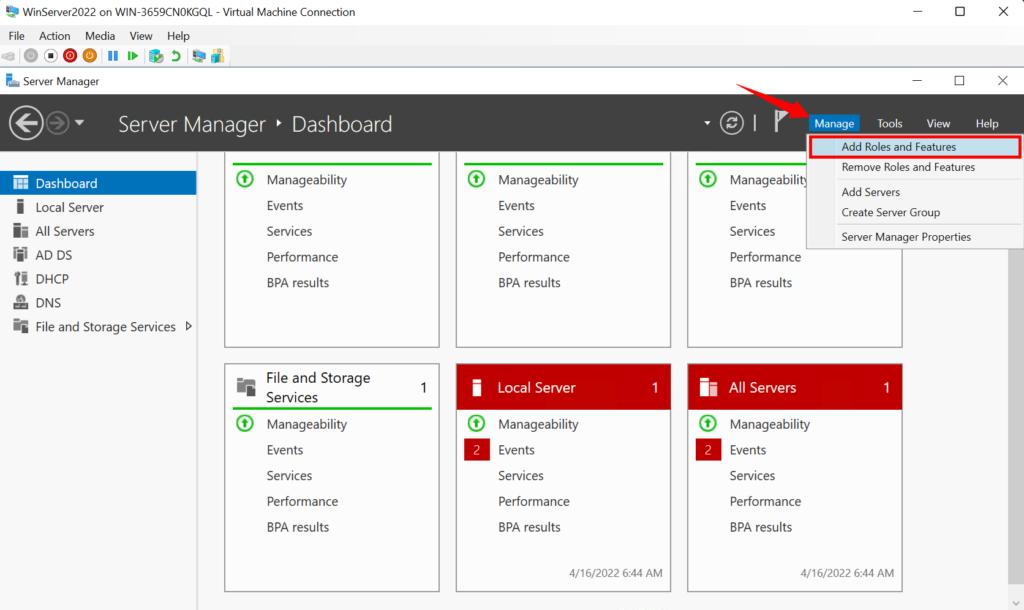 WinServer2022 on WIN-3659CN0KGQL - Virtual Machine Connection
File Action Media View Help
Server Manager
Server Manager Dashboard
Manage Tools View Help
Add Roles and Features
Remove Roles and Features
Add Servers
Create Server Group
Server Manager Properties
Dashboard
Local Server
All Servers
AD DS
DHCP
DNS
File and Storage Services
Manageability
Events
Services
Performance
BPA results
Manageability
Events
Services
Performance
BPA results
Manageability
Events
Services
Performance
BPA results
File and Storage
Services 1
Manageability
Events
Services
Performance
BPA results
Local Server 1
Manageability
2 Events
Services
Performance
BPA results
4/16/2022 6:44 AM
All Servers 1
Manageability
2 Events
Services
Performance
BPA results
4/16/2022 6:44 AM